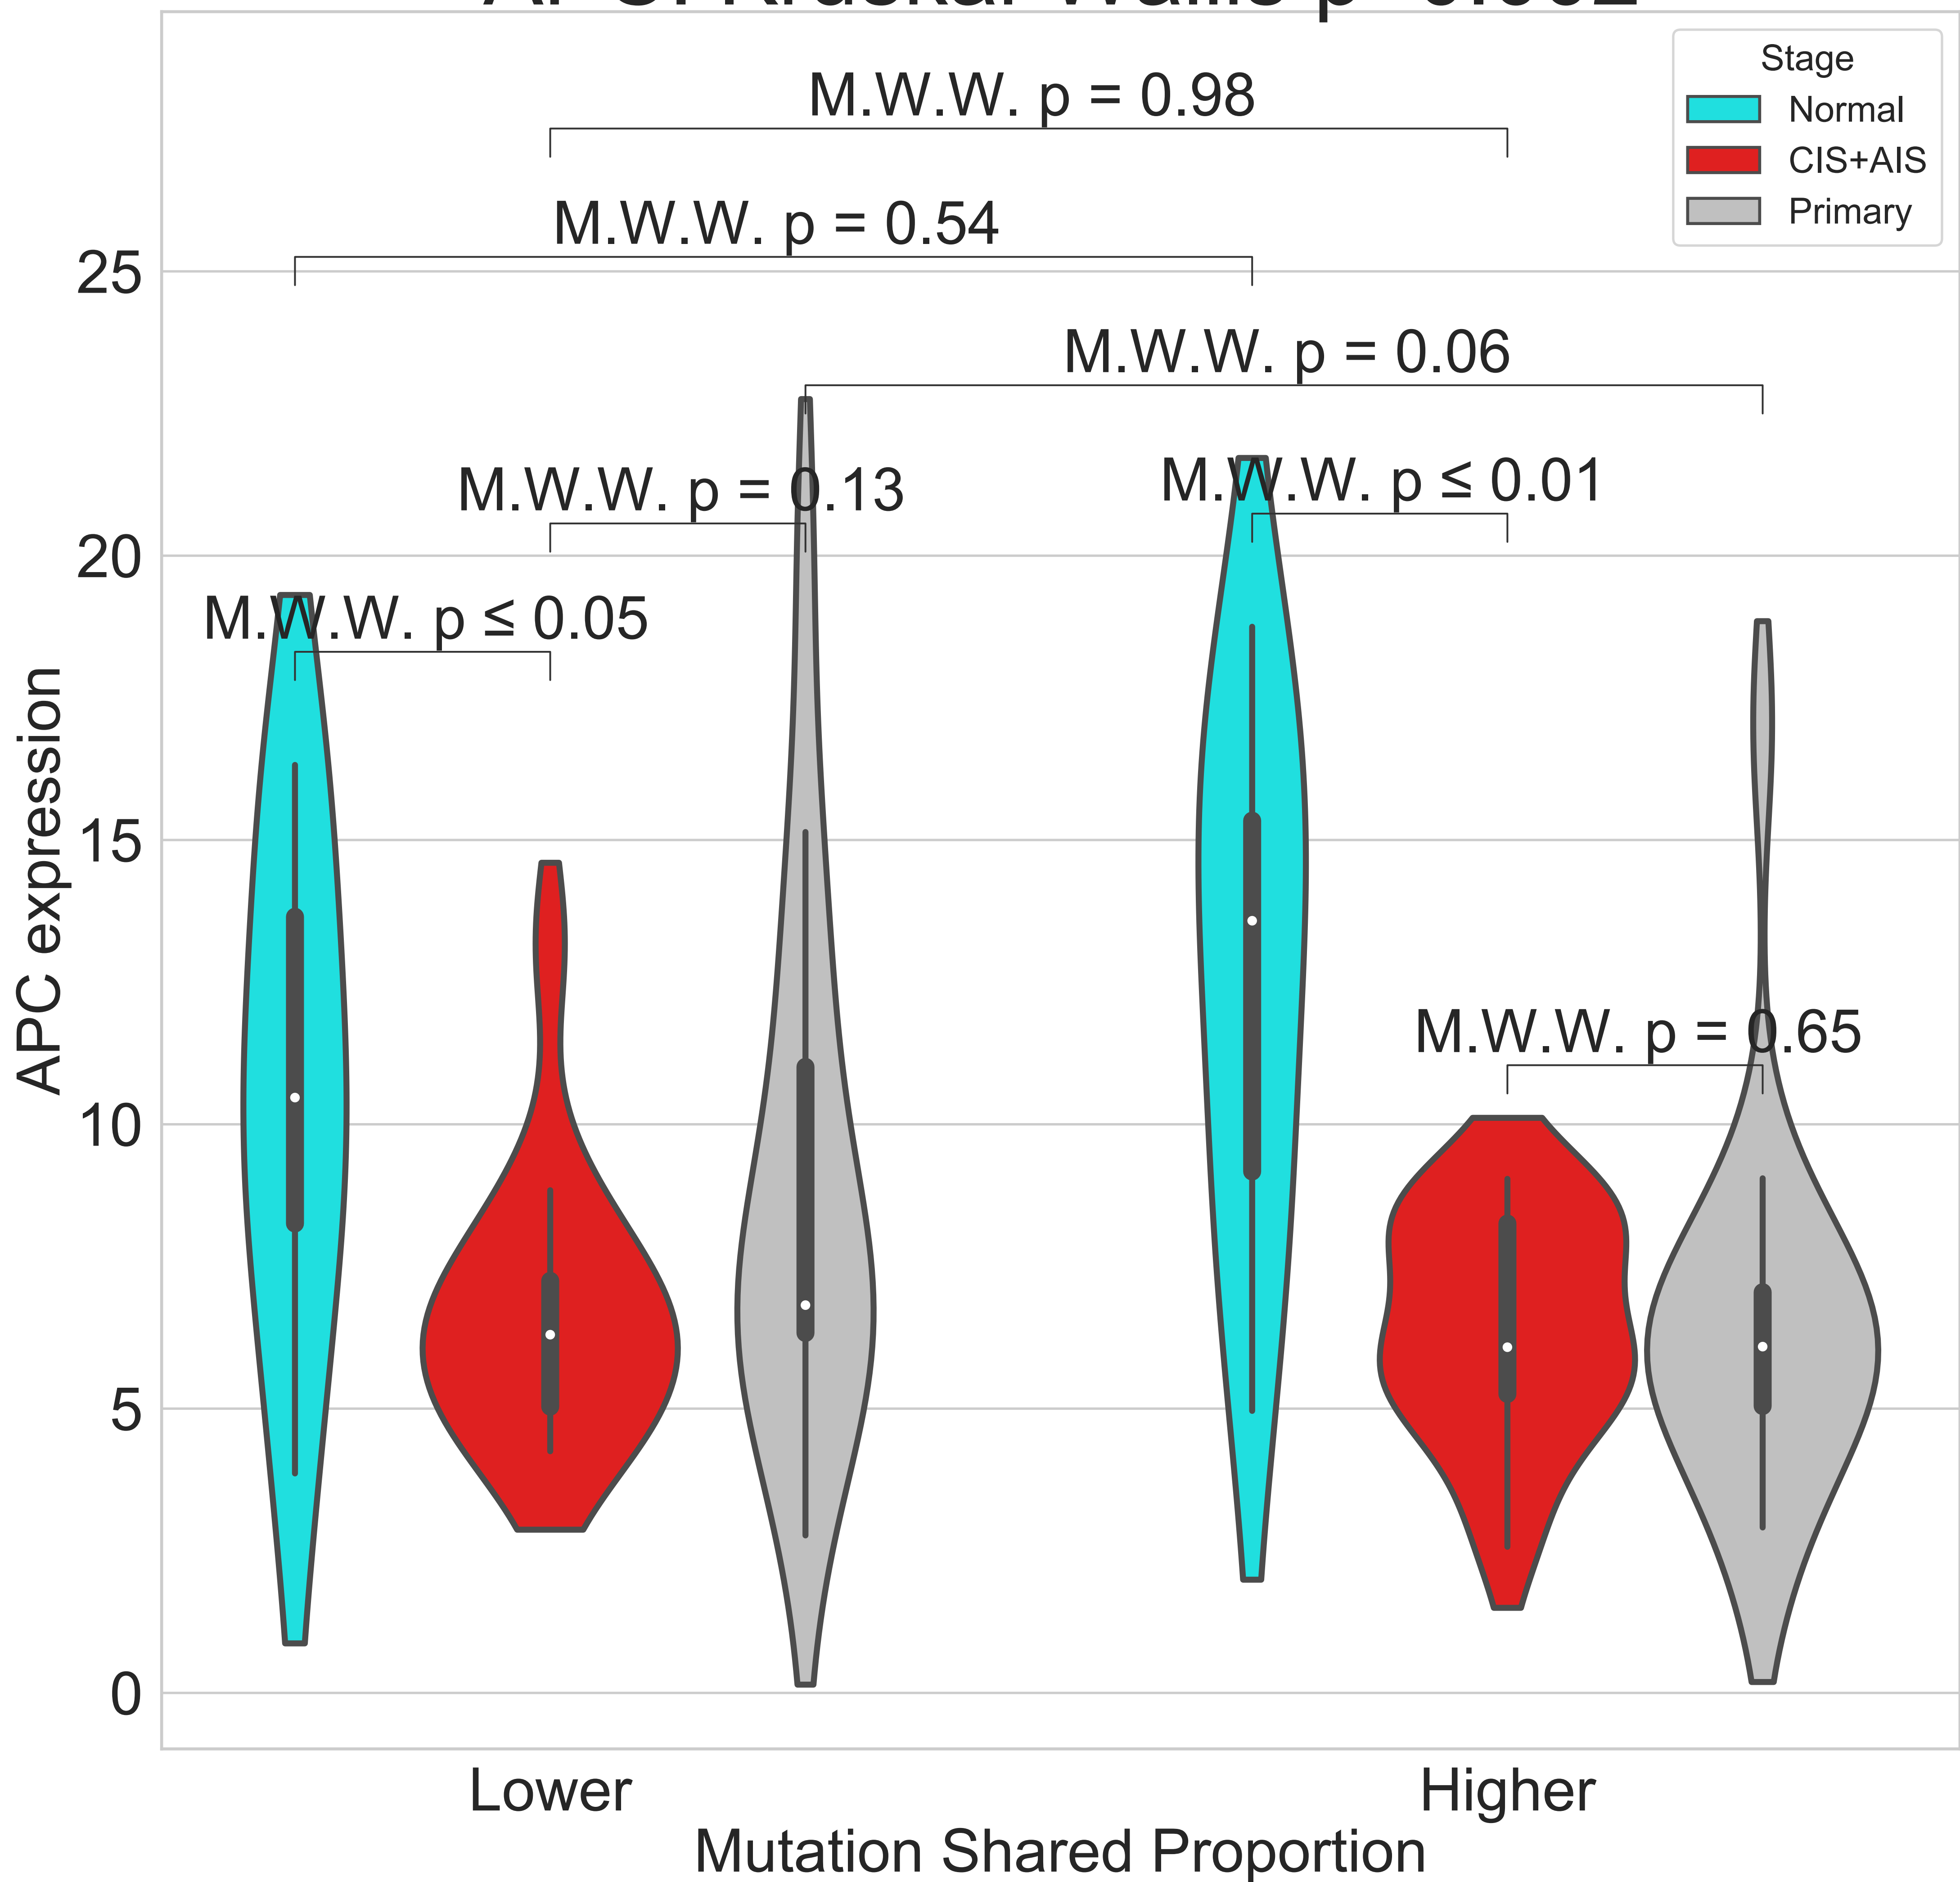 Stage
Normal
CIS+AIS
Primary
M.W.W. p = 0.98
M.W.W. p = 0.54
M.W.W. p = 0.06
M.W.W. p = 0.13
M.W.W. p ≤ 0.01
M.W.W. p ≤ 0.05
M.W.W. p = 0.65
APC expression
25
20
15
10
5
0
Lower
Higher
Mutation Shared Proportion